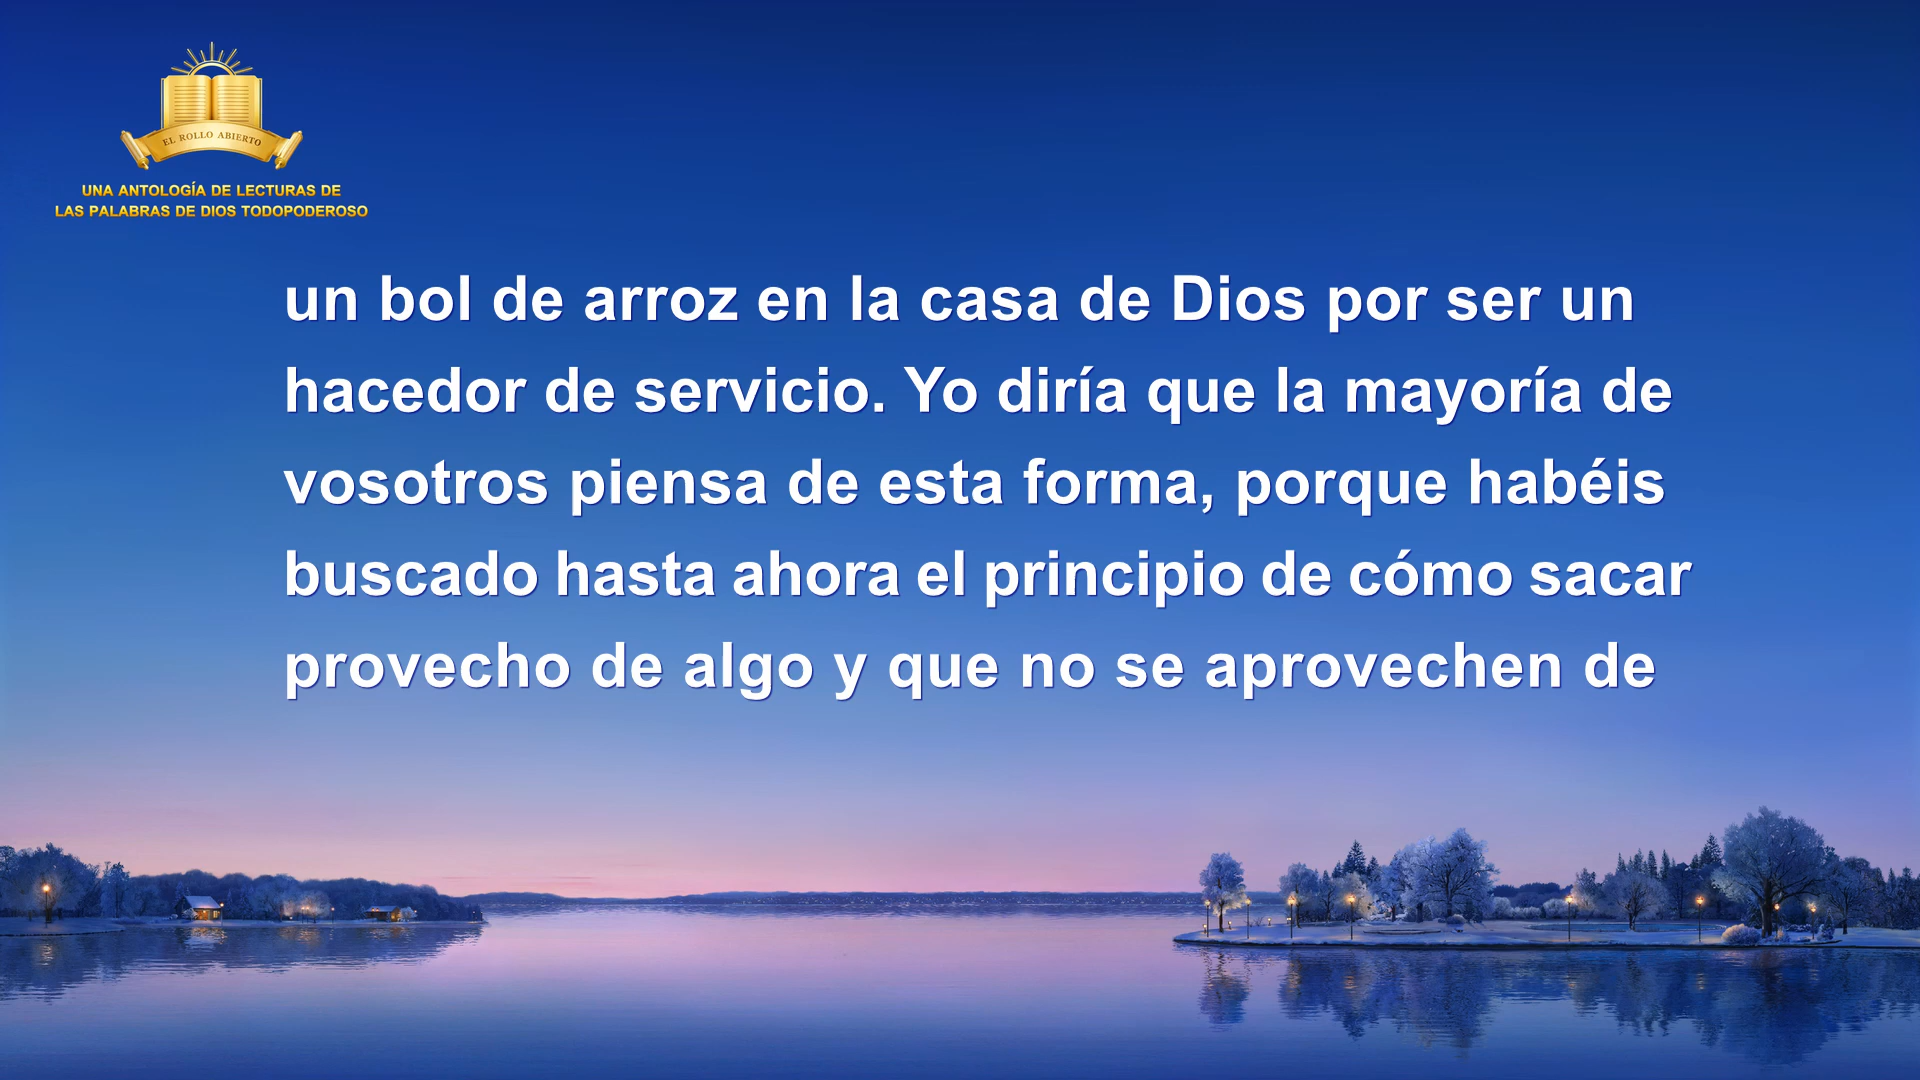 EL ROLLO ABIERTO
UNA ANTOLOGÍA DE LECTURAS DE
LAS PALABRAS DE DIOS TODOPODEROSO
un bol de arroz en la casa de Dios por ser un
hacedor de servicio. Yo diría que la mayoría de
vosotros piensa de esta forma, porque habéis
buscado hasta ahora el principio de cómo sacar
provecho de algo y que no se aprovechen de